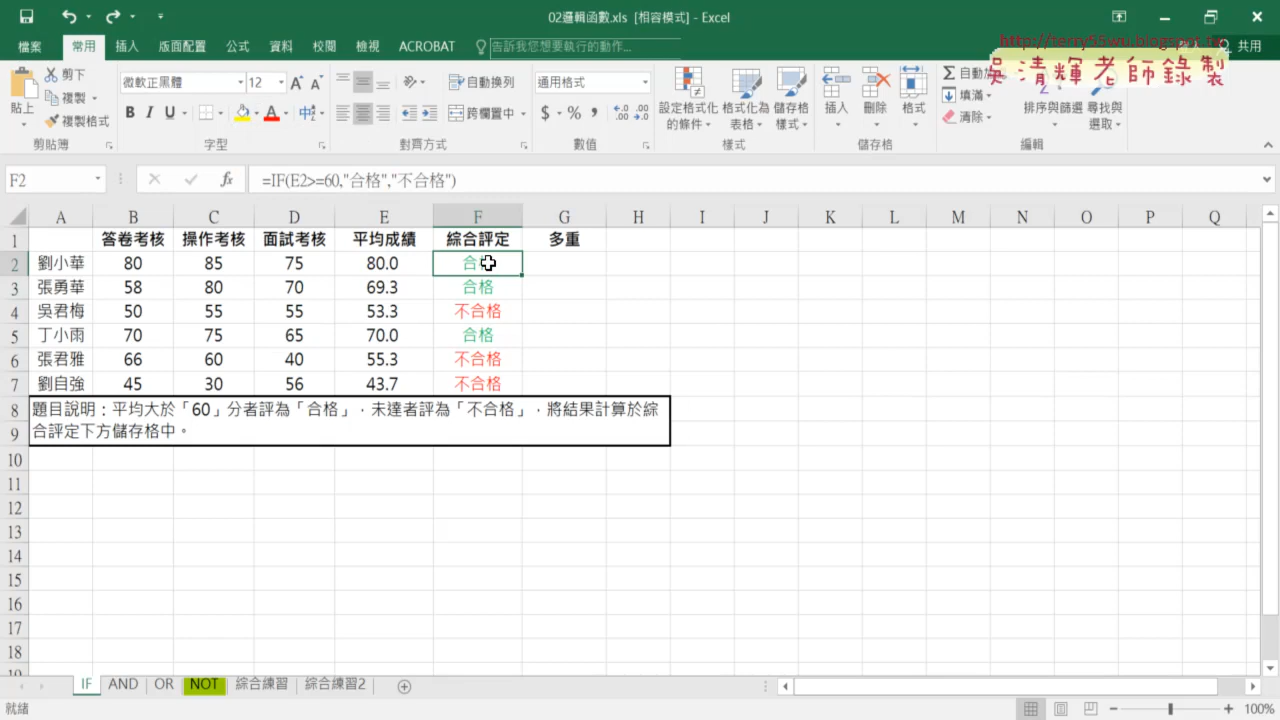 02邏輯函數.xls [相容模式] - Excel
檔案 常用 插入 版面配置 公式 資料 校閱 檢視 ACROBAT 告訴我您想要執行的動作... 共用
http://terry55wu.blogspot.tw
吳清輝老師錄製
貼上 剪下 複製 複製格式 剪貼簿
微軟正黑體 12 B I U 字型
自動換列 跨欄置中 對齊方式
通用格式 $ % 數值
設定格式化的條件 格式化為表格 儲存格樣式 樣式
插入 刪除 格式 儲存格
自動加 填滿 清除 排序與篩選 尋找與選取 編輯
F2 fx =IF(E2>=60,"合格","不合格")
A B C D E F G H I J K L M N O P Q
1 答卷考核 操作考核 面試考核 平均成績 綜合評定 多重
2 劉小華 80 85 75 80.0 合
3 張勇華 58 80 70 69.3 合格
4 吳君梅 50 55 55 53.3 不合格
5 丁小雨 70 75 65 70.0 合格
6 張君雅 66 60 40 55.3 不合格
7 劉自強 45 30 56 43.7 不合格
8 題目說明：平均大於「60」分者評為「合格」，未達者評為「不合格」，將結果計算於綜
9 合評定下方儲存格中。
10
11
12
13
14
15
16
17
18
IF AND OR NOT 綜合練習 綜合練習2
就緒 100%